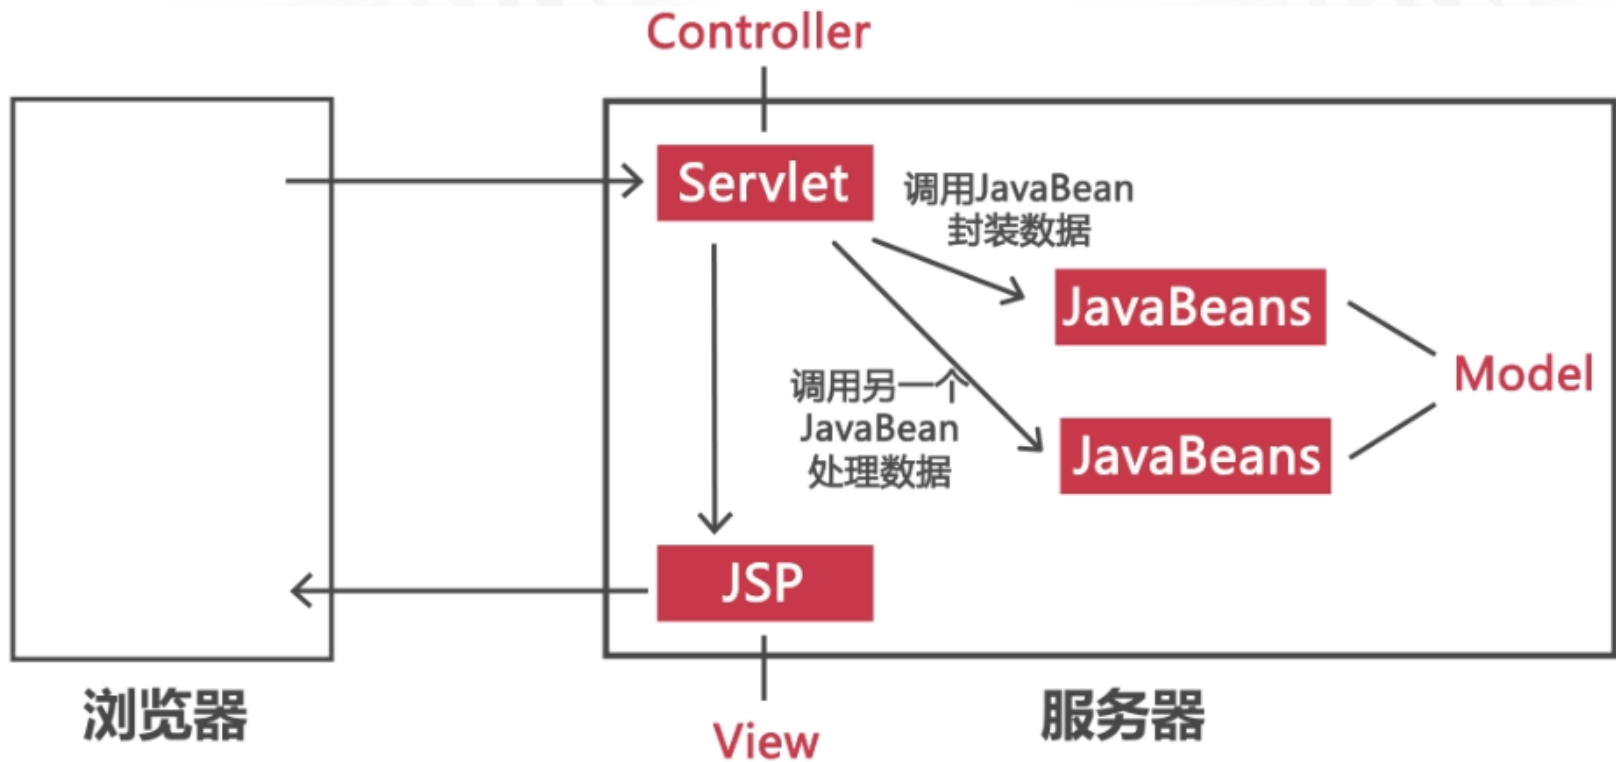 Controller
Servlet
调用JavaBean
封装数据
JavaBeans
Model
调用另一个
JavaBean
处理数据
JavaBeans
JSP
浏览器
服务器
View